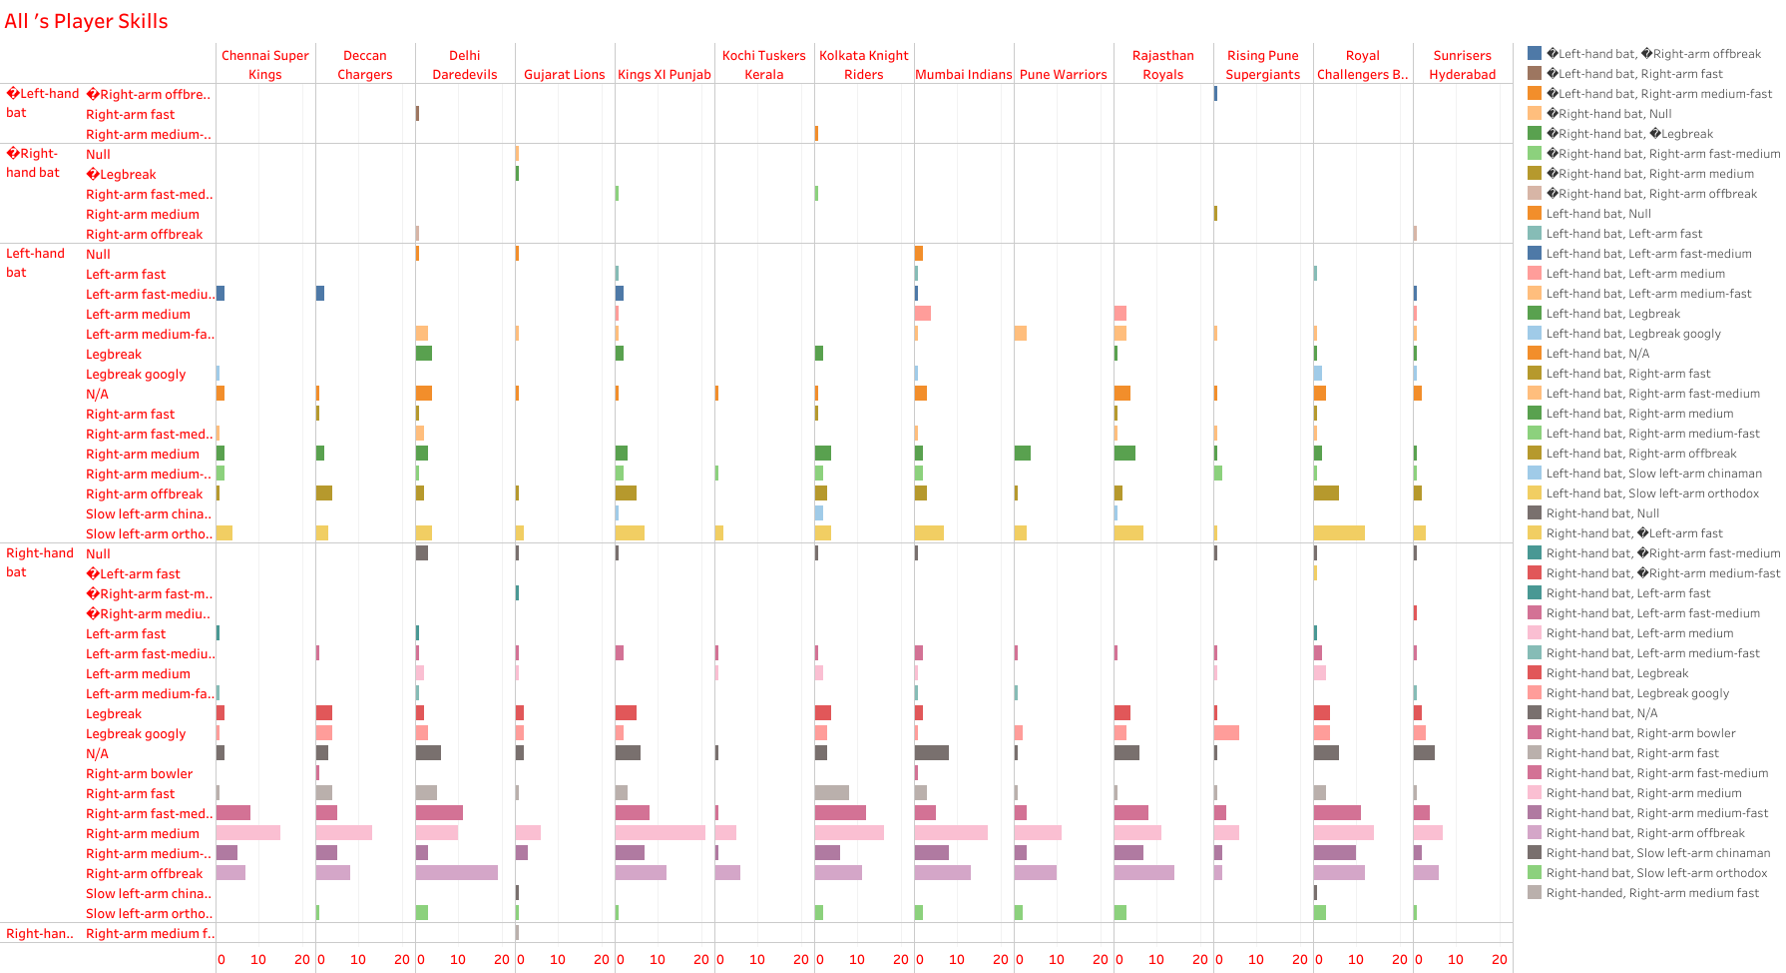 All ’s Player Skills
Chennai Super Kings
Deccan Chargers
Delhi Daredevils
Gujarat Lions
Kings XI Punjab
Kochi Tuskers Kerala
Kolkata Knight Riders
Mumbai Indians
Pune Warriors
Rajasthan Royals
Rising Pune Supergiants
Royal Challengers B..
Sunrisers Hyderabad
�Left-hand bat
�Right-arm offbre..
Right-arm fast
Right-arm medium-..
�Right-hand bat
Null
�Legbreak
Right-arm fast-med..
Right-arm medium
Right-arm offbreak
Left-hand bat
Null
Left-arm fast
Left-arm fast-mediu..
Left-arm medium
Left-arm medium-fa..
Legbreak
Legbreak googly
N/A
Right-arm fast
Right-arm fast-med..
Right-arm medium
Right-arm medium-..
Right-arm offbreak
Slow left-arm china..
Slow left-arm ortho..
Right-hand bat
Null
�Left-arm fast
�Right-arm fast-m..
�Right-arm mediu..
Left-arm fast
Left-arm fast-mediu..
Left-arm medium
Left-arm medium-fa..
Legbreak
Legbreak googly
N/A
Right-arm bowler
Right-arm fast
Right-arm fast-med..
Right-arm medium
Right-arm medium-..
Right-arm offbreak
Slow left-arm china..
Slow left-arm ortho..
Right-han..
Right-arm medium f..
0 10 20 0 10 20 0 10 20 0 10 20 0 10 20 0 10 20 0 10 20 0 10 20 0 10 20 0 10 20 0 10 20 0 10 20 0 10 20
�Left-hand bat, �Right-arm offbreak
�Left-hand bat, Right-arm fast
�Left-hand bat, Right-arm medium-fast
�Right-hand bat, Null
�Right-hand bat, �Legbreak
�Right-hand bat, Right-arm fast-medium
�Right-hand bat, Right-arm medium
�Right-hand bat, Right-arm offbreak
Left-hand bat, Null
Left-hand bat, Left-arm fast
Left-hand bat, Left-arm fast-medium
Left-hand bat, Left-arm medium
Left-hand bat, Left-arm medium-fast
Left-hand bat, Legbreak
Left-hand bat, Legbreak googly
Left-hand bat, N/A
Left-hand bat, Right-arm fast
Left-hand bat, Right-arm fast-medium
Left-hand bat, Right-arm medium
Left-hand bat, Right-arm medium-fast
Left-hand bat, Right-arm offbreak
Left-hand bat, Slow left-arm chinaman
Left-hand bat, Slow left-arm orthodox
Right-hand bat, Null
Right-hand bat, �Left-arm fast
Right-hand bat, �Right-arm fast-medium
Right-hand bat, �Right-arm medium-fast
Right-hand bat, Left-arm fast
Right-hand bat, Left-arm fast-medium
Right-hand bat, Left-arm medium
Right-hand bat, Left-arm medium-fast
Right-hand bat, Legbreak
Right-hand bat, Legbreak googly
Right-hand bat, N/A
Right-hand bat, Right-arm bowler
Right-hand bat, Right-arm fast
Right-hand bat, Right-arm fast-medium
Right-hand bat, Right-arm medium
Right-hand bat, Right-arm medium-fast
Right-hand bat, Right-arm offbreak
Right-hand bat, Slow left-arm chinaman
Right-hand bat, Slow left-arm orthodox
Right-handed, Right-arm medium fast